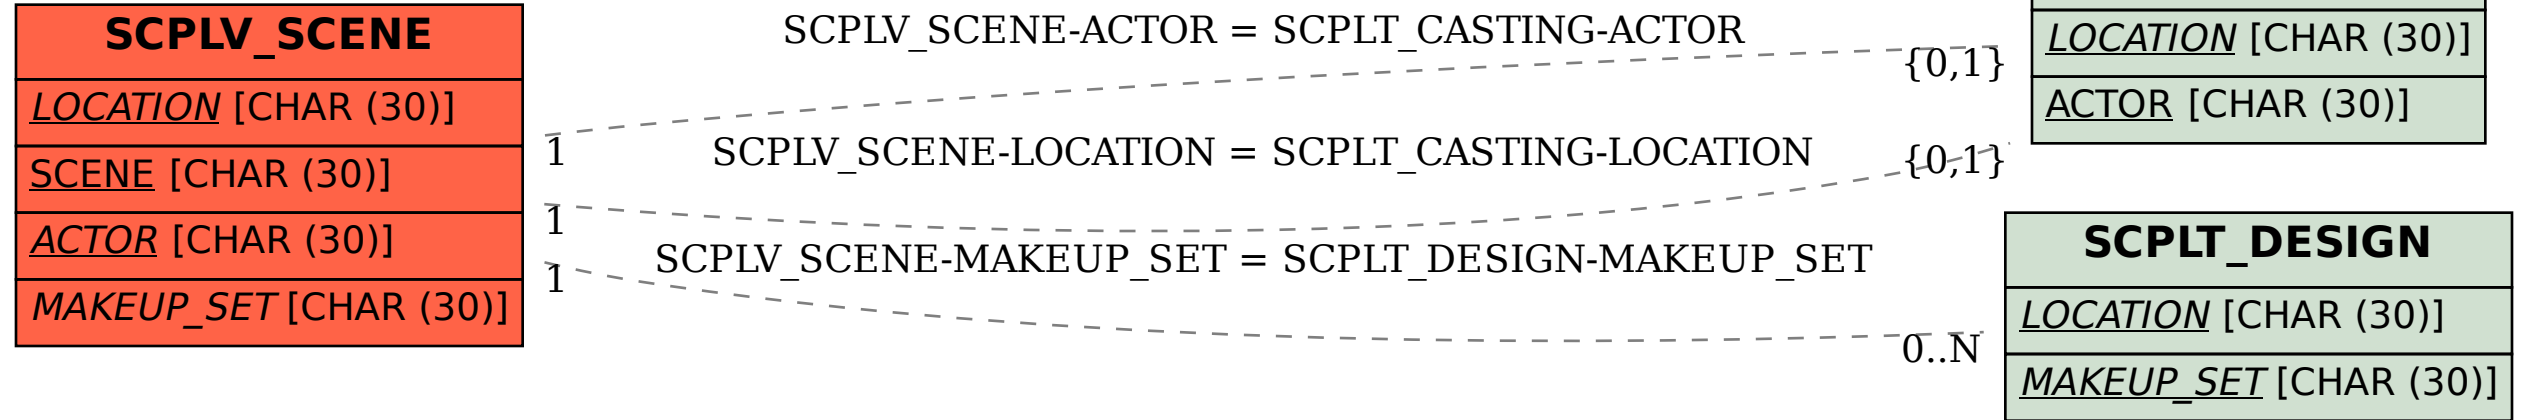 SCPLV_SCENE
LOCATION [CHAR (30)]
SCENE [CHAR (30)]
ACTOR [CHAR (30)]
MAKEUP_SET [CHAR (30)]
SCPLV_SCENE-ACTOR = SCPLT_CASTING-ACTOR
1
{0,1}
SCPLV_SCENE-LOCATION = SCPLT_CASTING-LOCATION
1
{0,1}
SCPLV_SCENE-MAKEUP_SET = SCPLT_DESIGN-MAKEUP_SET
1
0..N
LOCATION [CHAR (30)]
ACTOR [CHAR (30)]
SCPLT_DESIGN
LOCATION [CHAR (30)]
MAKEUP_SET [CHAR (30)]